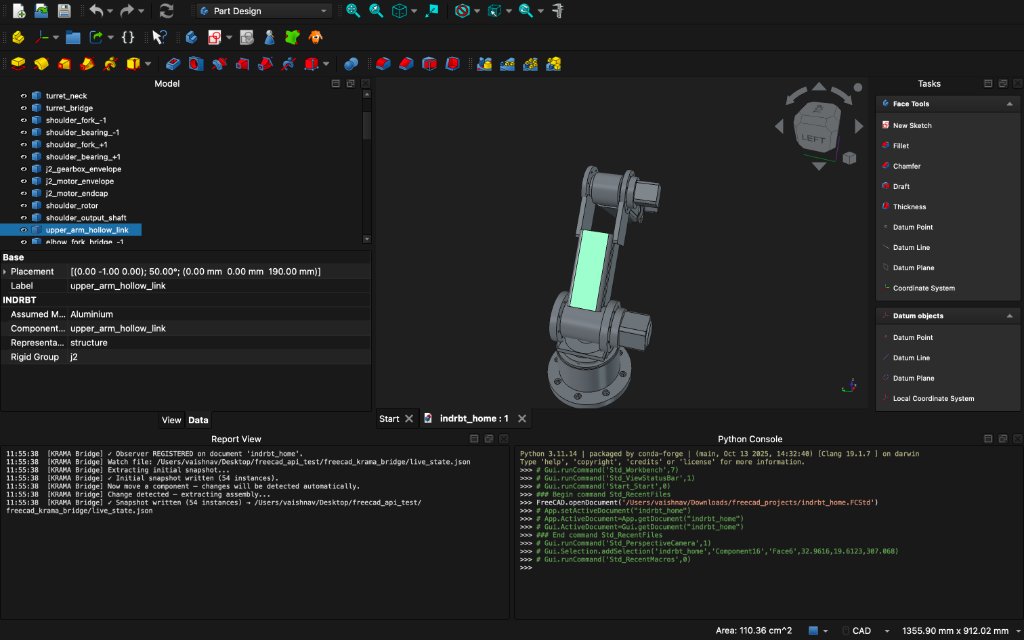 Part Design
Model
turret_neck
turret_bridge
shoulder_fork_-1
shoulder_bearing_-1
shoulder_fork_+1
shoulder_bearing_+1
j2_gearbox_envelope
j2_motor_envelope
j2_motor_endcap
shoulder_rotor
shoulder_output_shaft
upper_arm_hollow_link
elbow_fork_bridge_-1
Base
Placement [(0.00 -1.00 0.00); 50.00°; (0.00 mm 0.00 mm 190.00 mm)]
Label upper_arm_hollow_link
INDRBT
Assumed M... Aluminium
Component... upper_arm_hollow_link
Representa... structure
Rigid Group j2
View Data
LEFT
Start
indrbt_home : 1
Tasks
Face Tools
New Sketch
Fillet
Chamfer
Draft
Thickness
Datum Point
Datum Line
Datum Plane
Coordinate System
Datum objects
Datum Point
Datum Line
Datum Plane
Local Coordinate System
Report View
11:55:38 [KRAMA Bridge] ✓ Observer REGISTERED on document 'indrbt_home'.
11:55:38 [KRAMA Bridge] Watch file: /Users/vaishnav/Desktop/freecad_api_test/freecad_krama_bridge/live_state.json
11:55:38 [KRAMA Bridge] Extracting initial snapshot...
11:55:38 [KRAMA Bridge] ✓ Initial snapshot written (54 instances).
11:55:38 [KRAMA Bridge] Now move a component — changes will be detected automatically.
11:55:38 [KRAMA Bridge] Change detected — extracting assembly...
11:55:38 [KRAMA Bridge] ✓ Snapshot written (54 instances) → /Users/vaishnav/Desktop/freecad_api_test/
freecad_krama_bridge/live_state.json
Python Console
Python 3.11.14 | packaged by conda-forge | (main, Oct 13 2025, 14:32:40) [Clang 19.1.7 ] on darwin
Type 'help', 'copyright', 'credits' or 'license' for more information.
>>> # Gui.runCommand('Std_Workbench',7)
>>> # Gui.runCommand('Std_ViewStatusBar',1)
>>> # Gui.runCommand('Start_Start',0)
>>> ### Begin command Std_RecentFiles
>>> FreeCAD.openDocument('/Users/vaishnav/Downloads/freecad_projects/indrbt_home.FCStd')
>>> # App.setActiveDocument("indrbt_home")
>>> # App.ActiveDocument=App.getDocument("indrbt_home")
>>> # Gui.ActiveDocument=Gui.getDocument("indrbt_home")
>>> ### End command Std_RecentFiles
>>> # Gui.runCommand('Std_PerspectiveCamera',1)
>>> # Gui.Selection.addSelection('indrbt_home','Component16','Face6',32.9616,19.6123,307.068)
>>> # Gui.runCommand('Std_RecentMacros',0)
>>>
Area: 110.36 cm^2
CAD
1355.90 mm x 912.02 mm